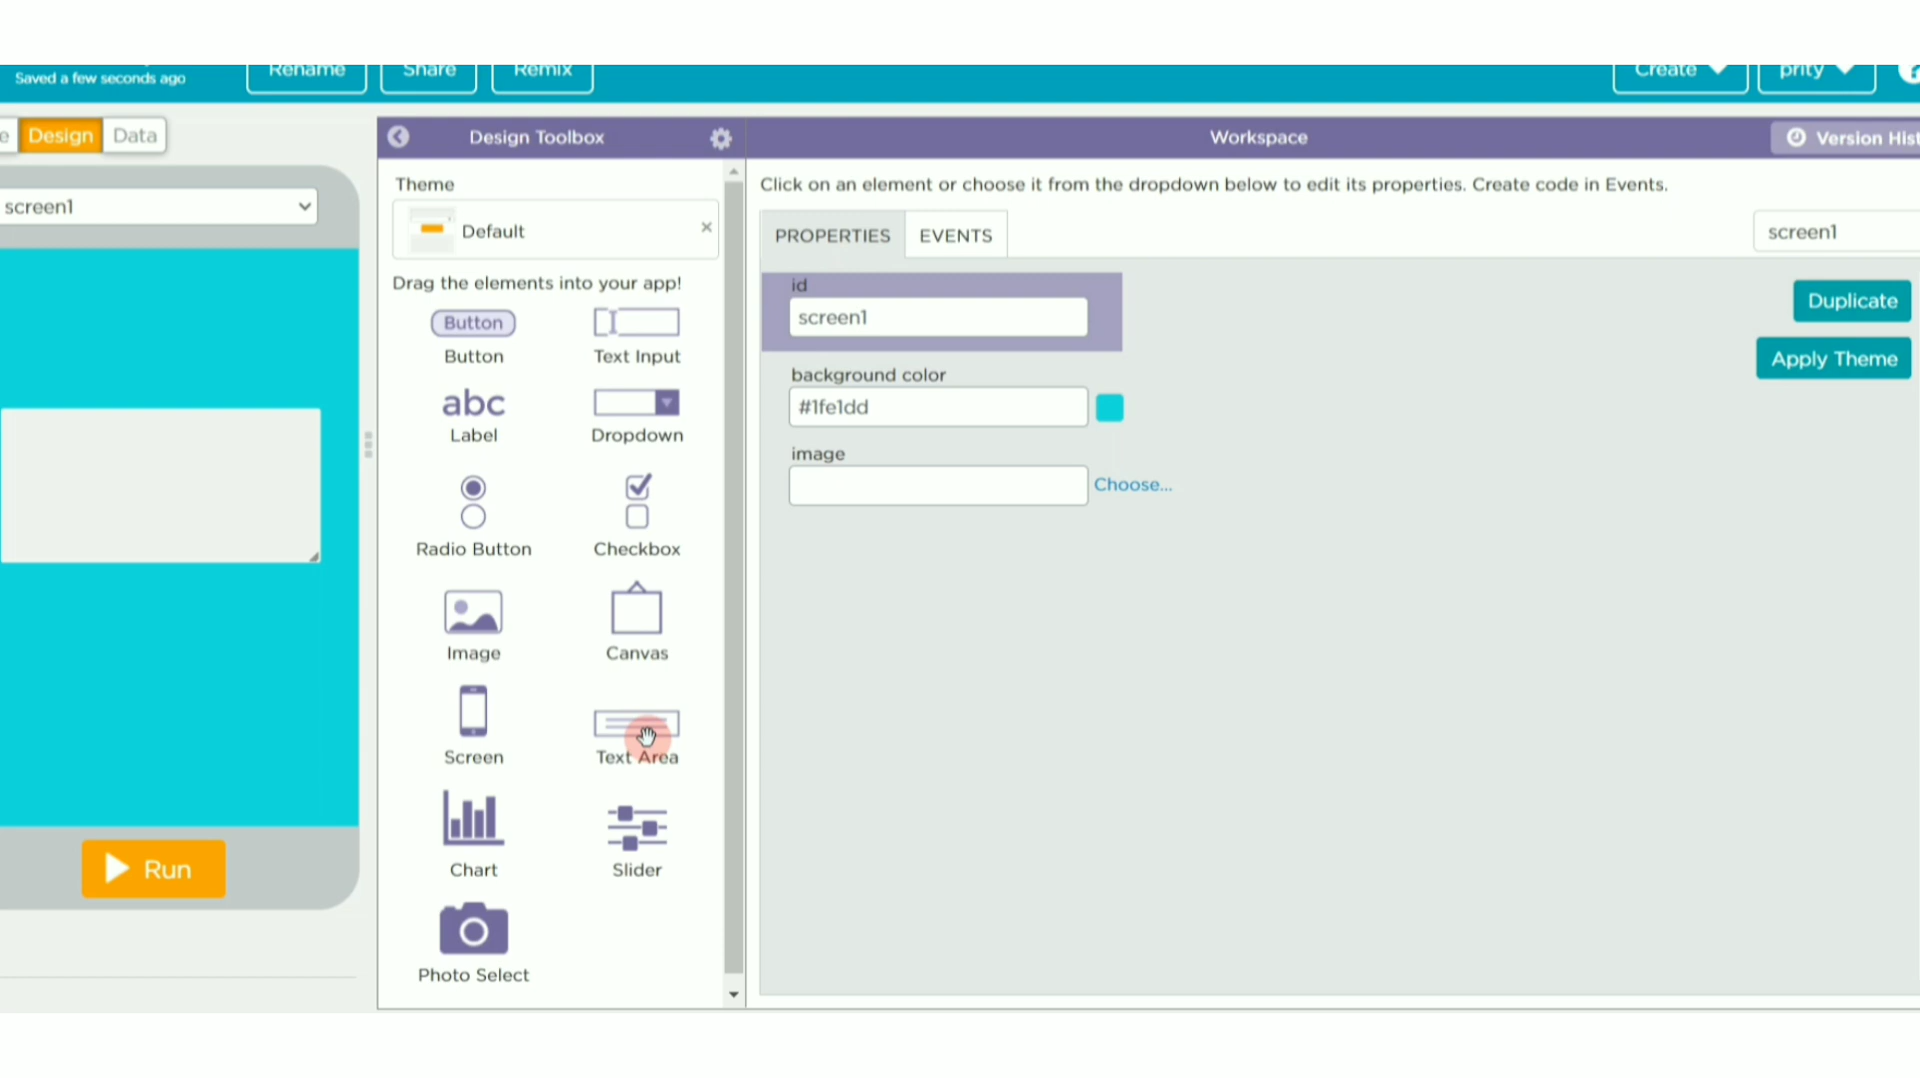 Saved a few seconds ago
Rename
Share
Remix
Create
prity
e
Design
Data
Design Toolbox
Workspace
Version Hist
screen1
Theme
Default
×
Drag the elements into your app!
Button
Button
Text Input
abc
Label
Dropdown
Radio Button
Checkbox
Image
Canvas
Screen
Text Area
Chart
Slider
Photo Select
Run
Click on an element or choose it from the dropdown below to edit its properties. Create code in Events.
PROPERTIES
EVENTS
screen1
id
screen1
Duplicate
Apply Theme
background color
#1fe1dd
image
Choose...